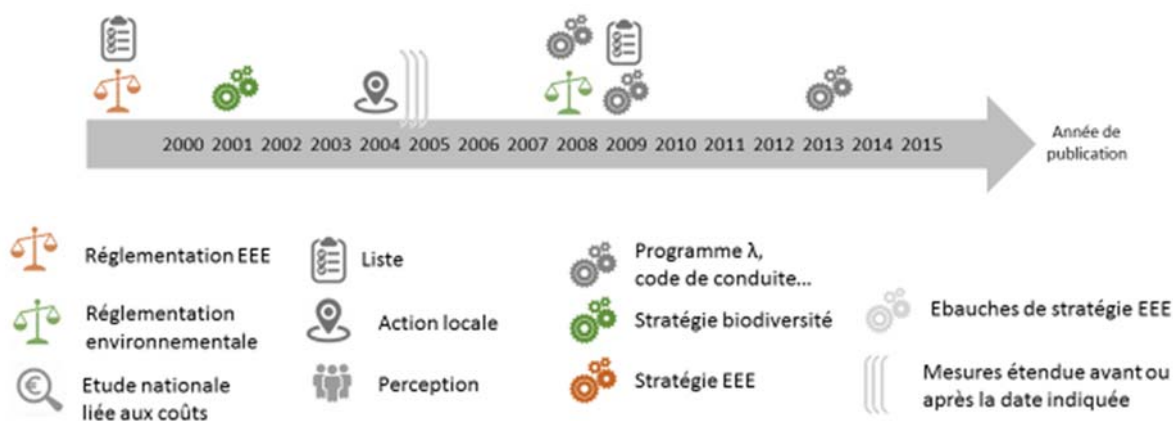 2000 2001 2002 2003 2004 2005 2006 2007 2008 2009 2010 2011 2012 2013 2014 2015
Année de
publication
Réglementation EEE
Liste
Programme λ,
code de conduite...
Réglementation
environnementale
Action locale
Stratégie biodiversité
Ebauches de stratégie EEE
Etude nationale
liée aux coûts
Perception
Stratégie EEE
Mesures étendue avant ou
après la date indiquée